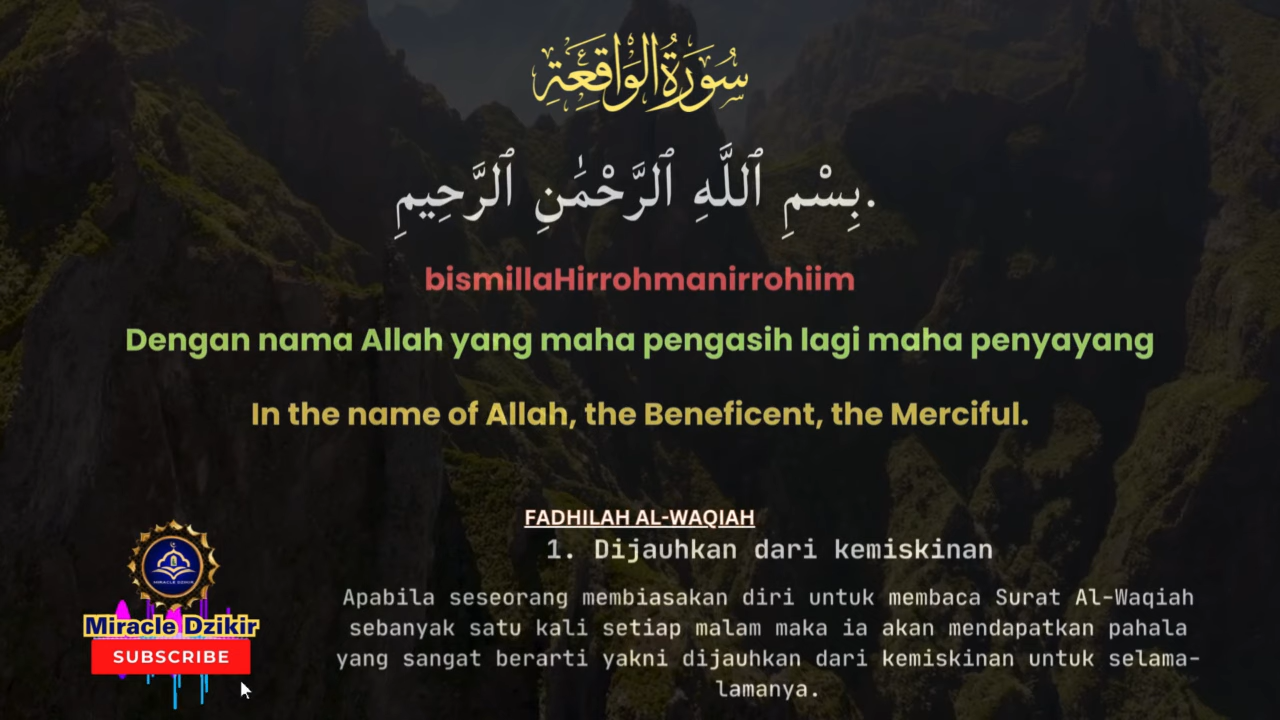 سُورَةُ الوَاقِعَةِ
بِسْمِ ٱللَّهِ ٱلرَّحْمَٰنِ ٱلرَّحِيمِ.
bismillaHirrohmanirrohiim
Dengan nama Allah yang maha pengasih lagi maha penyayang
In the name of Allah, the Beneficent, the Merciful.
FADHILAH AL-WAQIAH
1. Dijauhkan dari kemiskinan
Apabila seseorang membiasakan diri untuk membaca Surat Al-Waqiah
sebanyak satu kali setiap malam maka ia akan mendapatkan pahala
yang sangat berarti yakni dijauhkan dari kemiskinan untuk selama-
lamanya.
MIRACLE DZIKIR
Miracle Dzikir
SUBSCRIBE